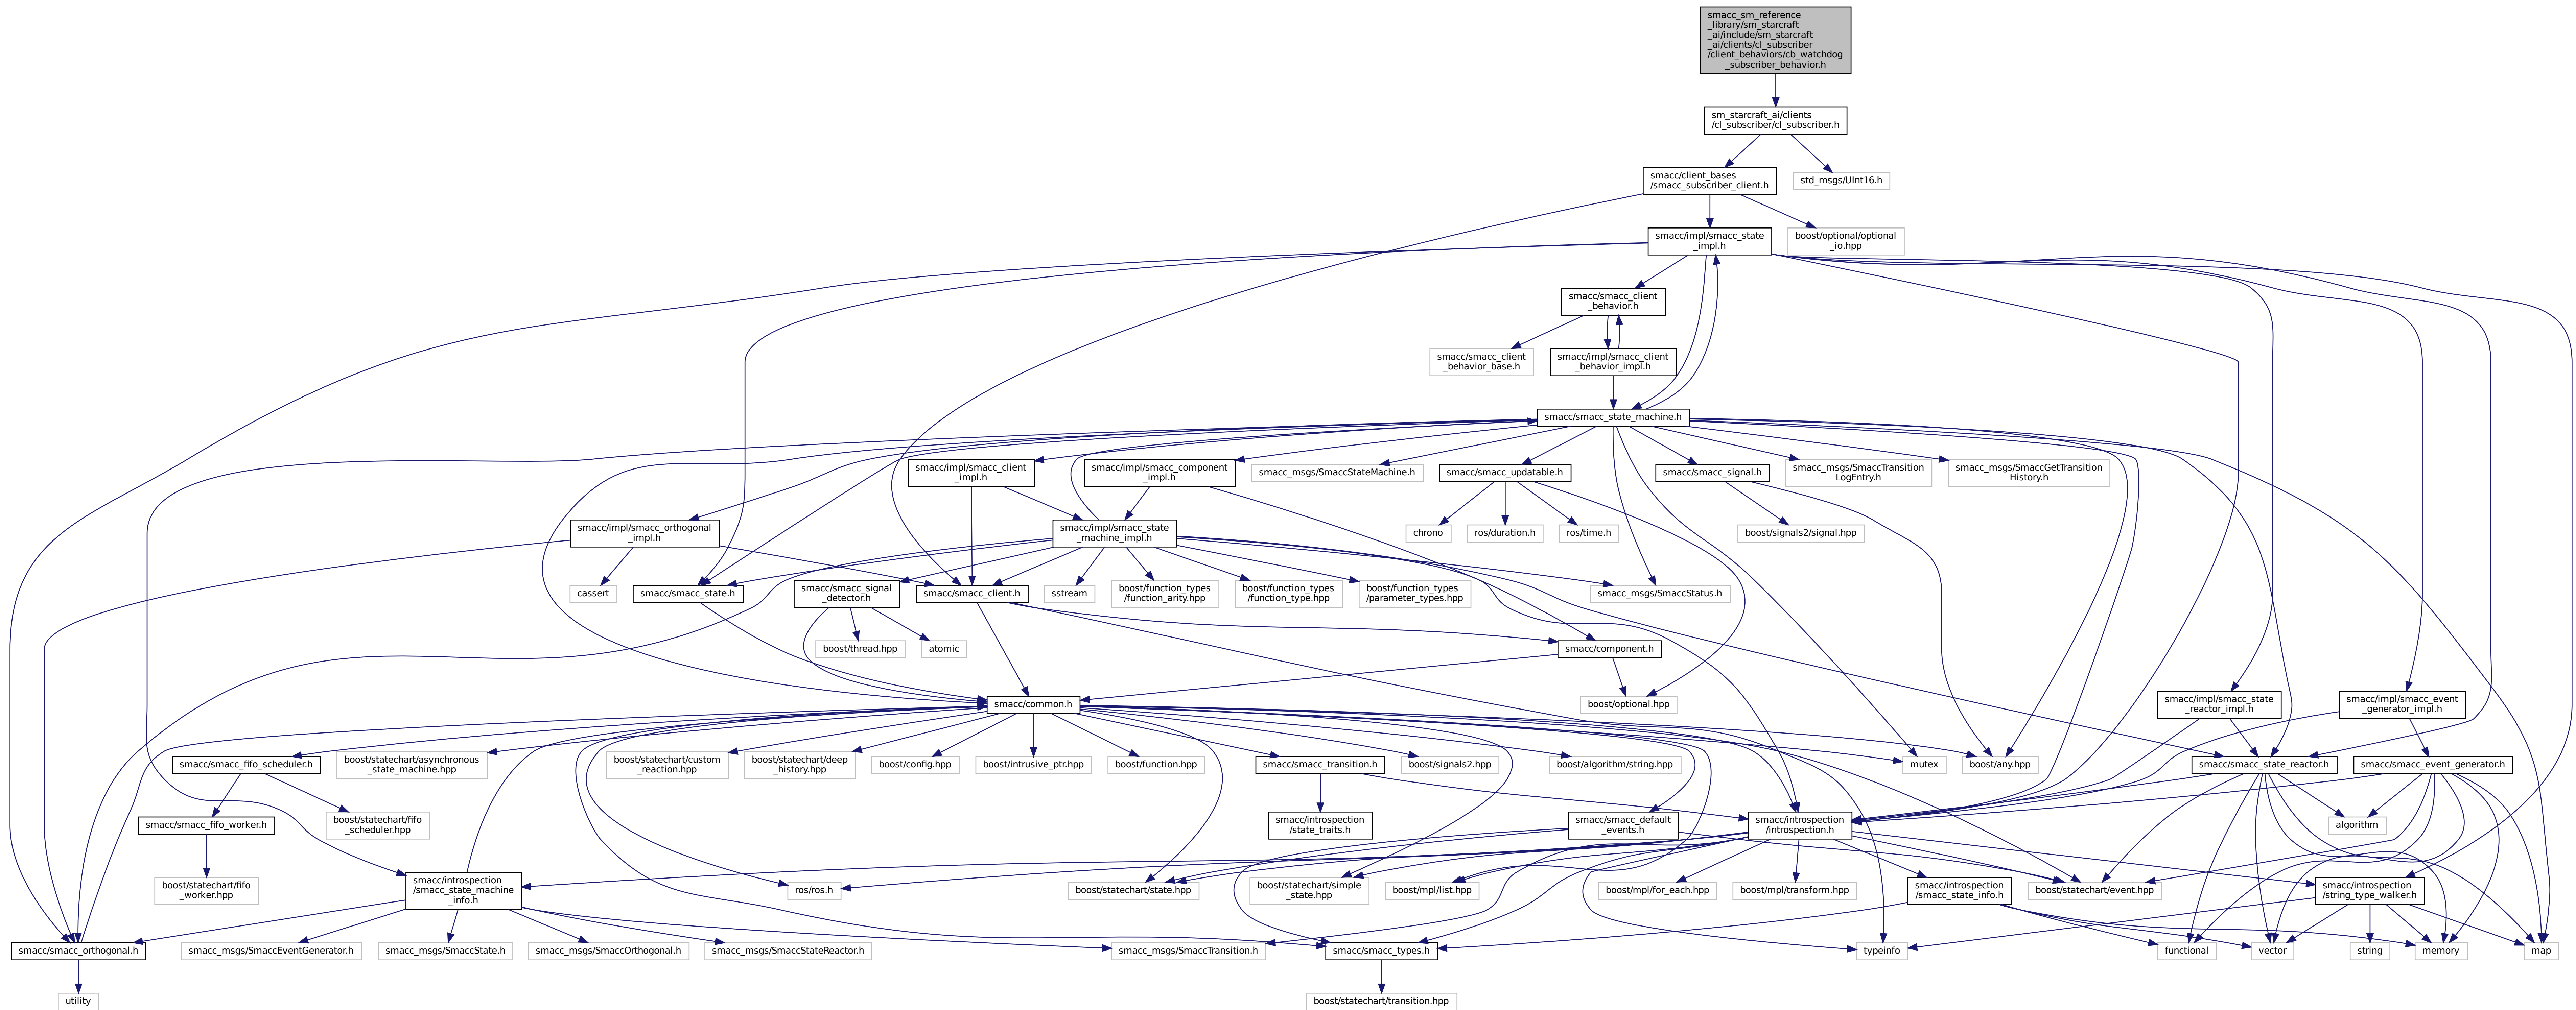 smacc_sm_reference
_library/sm_starcraft
_ai/include/sm_starcraft
_ai/clients/cl_subscriber
/client_behaviors/cb_watchdog
_subscriber_behavior.h
sm_starcraft_ai/clients
/cl_subscriber/cl_subscriber.h
smacc/client_bases
/smacc_subscriber_client.h
std_msgs/UInt16.h
smacc/impl/smacc_state
_impl.h
boost/optional/optional
_io.hpp
smacc/smacc_client
_behavior.h
smacc/smacc_client
_behavior_base.h
smacc/impl/smacc_client
_behavior_impl.h
smacc/smacc_state_machine.h
smacc/impl/smacc_client
_impl.h
smacc/impl/smacc_component
_impl.h
smacc_msgs/SmaccStateMachine.h
smacc/smacc_updatable.h
smacc/smacc_signal.h
smacc_msgs/SmaccTransition
LogEntry.h
smacc_msgs/SmaccGetTransition
History.h
smacc/impl/smacc_orthogonal
_impl.h
smacc/impl/smacc_state
_machine_impl.h
chrono
ros/duration.h
ros/time.h
boost/signals2/signal.hpp
cassert
smacc/smacc_state.h
smacc/smacc_signal
_detector.h
smacc/smacc_client.h
sstream
boost/function_types
/function_arity.hpp
boost/function_types
/function_type.hpp
boost/function_types
/parameter_types.hpp
smacc_msgs/SmaccStatus.h
boost/thread.hpp
atomic
smacc/component.h
smacc/common.h
boost/optional.hpp
smacc/impl/smacc_state
_reactor_impl.h
smacc/impl/smacc_event
_generator_impl.h
smacc/smacc_fifo_scheduler.h
boost/statechart/asynchronous
_state_machine.hpp
boost/statechart/custom
_reaction.hpp
boost/statechart/deep
_history.hpp
boost/config.hpp
boost/intrusive_ptr.hpp
boost/function.hpp
smacc/smacc_transition.h
boost/signals2.hpp
boost/algorithm/string.hpp
mutex
boost/any.hpp
smacc/smacc_state_reactor.h
smacc/smacc_event_generator.h
smacc/smacc_fifo_worker.h
boost/statechart/fifo
_scheduler.hpp
smacc/introspection
/state_traits.h
smacc/smacc_default
_events.h
smacc/introspection
/introspection.h
algorithm
boost/statechart/fifo
_worker.hpp
smacc/introspection
/smacc_state_machine
_info.h
ros/ros.h
boost/statechart/state.hpp
boost/statechart/simple
_state.hpp
boost/mpl/list.hpp
boost/mpl/for_each.hpp
boost/mpl/transform.hpp
smacc/introspection
/smacc_state_info.h
boost/statechart/event.hpp
smacc/introspection
/string_type_walker.h
smacc/smacc_orthogonal.h
smacc_msgs/SmaccEventGenerator.h
smacc_msgs/SmaccState.h
smacc_msgs/SmaccOrthogonal.h
smacc_msgs/SmaccStateReactor.h
smacc_msgs/SmaccTransition.h
smacc/smacc_types.h
typeinfo
functional
vector
string
memory
map
utility
boost/statechart/transition.hpp